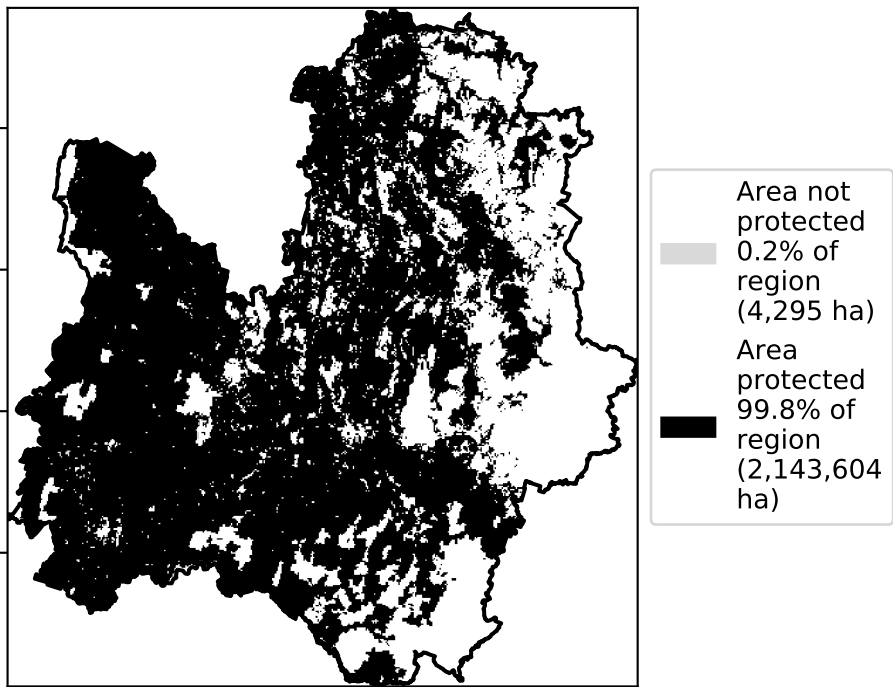 Area not
protected
0.2% of
region
(4,295 ha)
Area
protected
99.8% of
region
(2,143,604
ha)